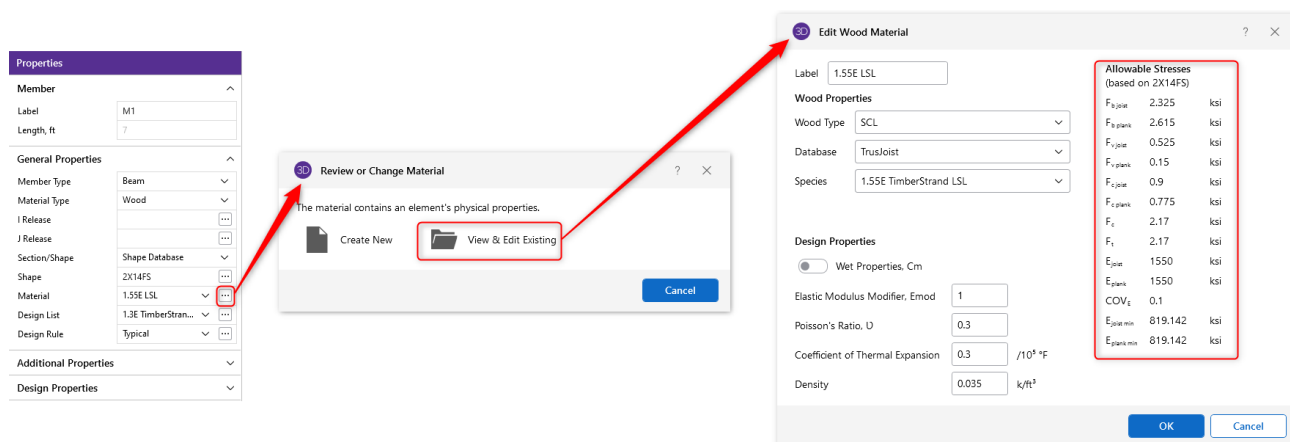 Properties
Member
Label M1
Length, ft 7
General Properties
Member Type Beam
Material Type Wood
I Release ...
J Release ...
Section/Shape Shape Database
Shape 2X14FS ...
Material 1.55E LSL ...
Design List 1.3E TimberStran... ...
Design Rule Typical ...
Additional Properties
Design Properties
3D Review or Change Material ?
The material contains an element's physical properties.
Create New View & Edit Existing
Cancel
3D Edit Wood Material ?
Label 1.55E LSL
Wood Properties
Wood Type SCL
Database TrusJoist
Species 1.55E TimberStrand LSL
Design Properties
Wet Properties, Cm
Elastic Modulus Modifier, Emod 1
Poisson's Ratio, υ 0.3
Coefficient of Thermal Expansion 0.3 /10⁵ °F
Density 0.035 k/ft³
Allowable Stresses
(based on 2X14FS)
Fb joist 2.325 ksi
Fb plank 2.615 ksi
Fv joist 0.525 ksi
Fv plank 0.15 ksi
Fc joist 0.9 ksi
Fc plank 0.775 ksi
Fc 2.17 ksi
Ft 2.17 ksi
Ejoist 1550 ksi
Eplank 1550 ksi
COVE 0.1
Ejoist min 819.142 ksi
Eplank min 819.142 ksi
OK Cancel